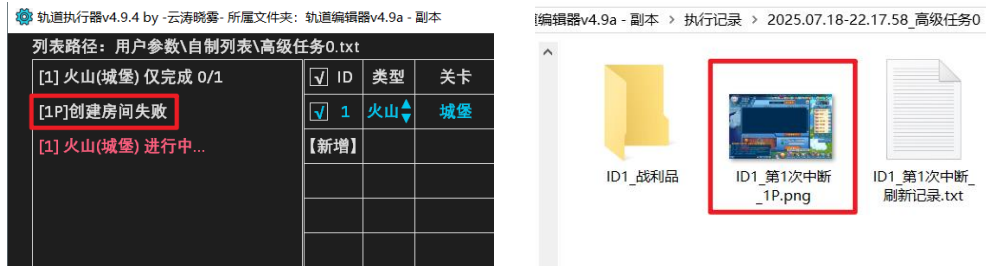 轨道执行器v4.9.4 by -云涛晓雾- 所属文件夹：轨道编辑器v4.9a - 副本
列表路径：用户参数\自制列表\高级任务0.txt
[1] 火山(城堡) 仅完成 0/1
√ ID 类型 关卡
[1P]创建房间失败
√ 1 火山 城堡
[1] 火山(城堡) 进行中...
【新增】
编辑器v4.9a - 副本 > 执行记录 > 2025.07.18-22.17.58_高级任务0
ID1_战利品
ID1_第1次中断
_1P.png
ID1_第1次中断_
刷新记录.txt